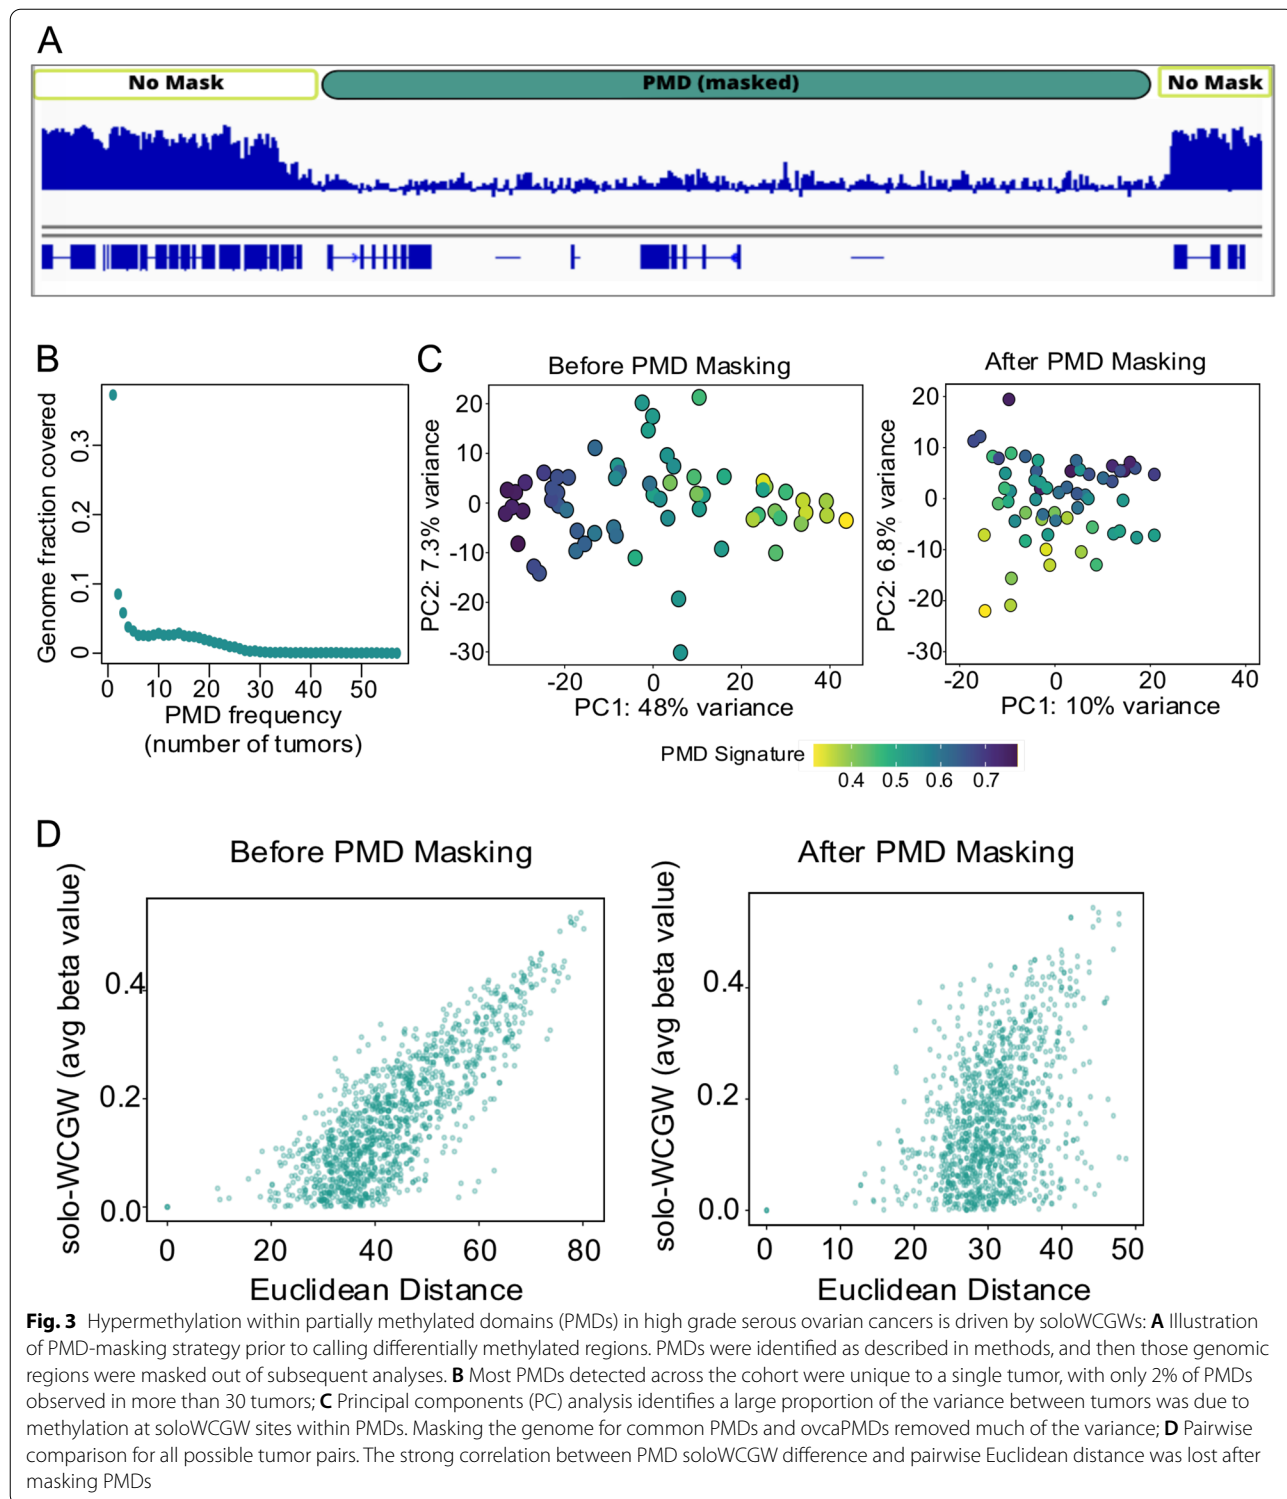 A
No Mask
PMD (masked)
No Mask
B
Genome fraction covered
0.3
0.2
0.1
0
0 10 20 30 40 50
PMD frequency
(number of tumors)
C
Before PMD Masking
PC2: 7.3% variance
20
10
0
-10
-20
-30
-20 0 20 40
PC1: 48% variance
After PMD Masking
PC2: 6.8% variance
20
10
0
-10
-20
-30
-20 0 20 40
PC1: 10% variance
PMD Signature
0.4 0.5 0.6 0.7
D
Before PMD Masking
solo-WCGW (avg beta value)
0.4
0.2
0.0
0 20 40 60 80
Euclidean Distance
After PMD Masking
solo-WCGW (avg beta value)
0.4
0.2
0.0
0 10 20 30 40 50
Euclidean Distance
Fig. 3 Hypermethylation within partially methylated domains (PMDs) in high grade serous ovarian cancers is driven by soloWCGWs: A Illustration
of PMD-masking strategy prior to calling differentially methylated regions. PMDs were identified as described in methods, and then those genomic
regions were masked out of subsequent analyses. B Most PMDs detected across the cohort were unique to a single tumor, with only 2% of PMDs
observed in more than 30 tumors; C Principal components (PC) analysis identifies a large proportion of the variance between tumors was due to
methylation at soloWCGW sites within PMDs. Masking the genome for common PMDs and ovcaPMDs removed much of the variance; D Pairwise
comparison for all possible tumor pairs. The strong correlation between PMD soloWCGW difference and pairwise Euclidean distance was lost after
masking PMDs